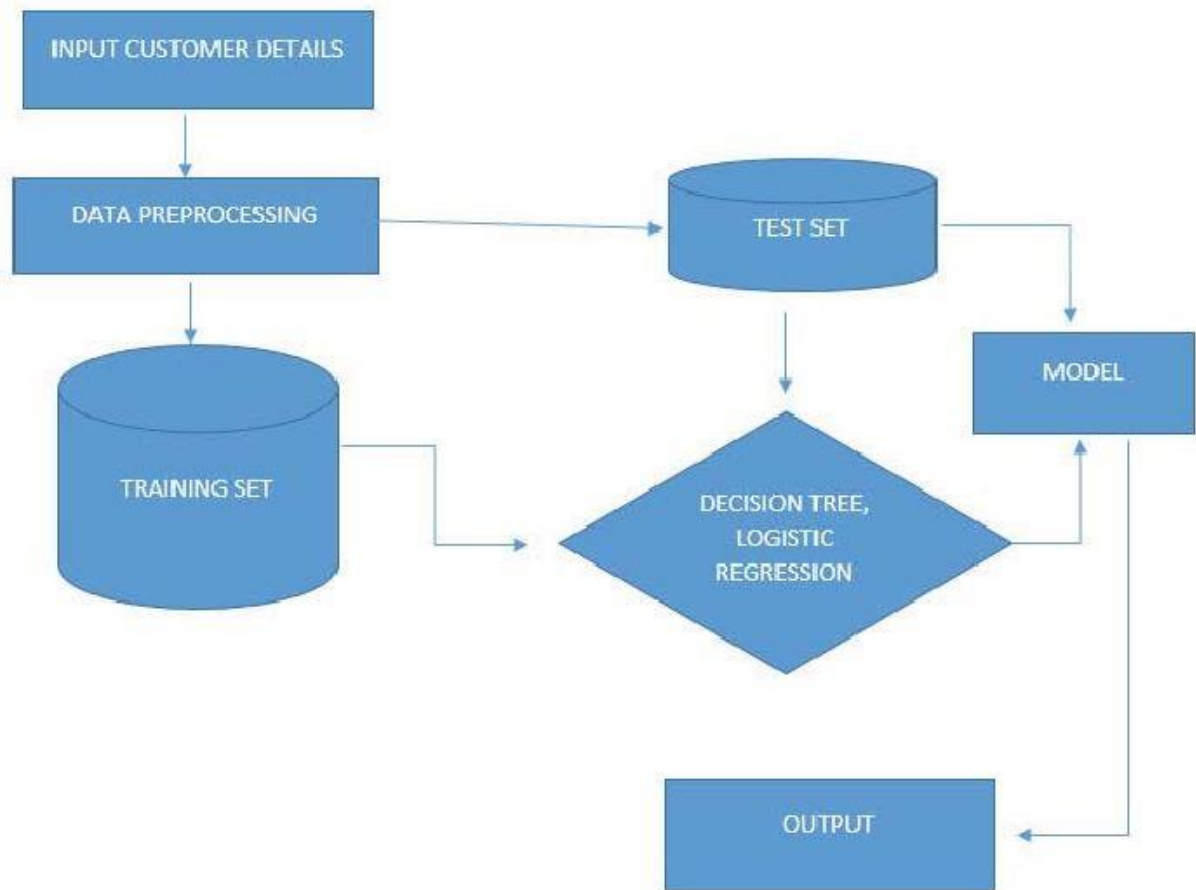 INPUT CUSTOMER DETAILS
DATA PREPROCESSING
TEST SET
MODEL
TRAINING SET
DECISION TREE,
LOGISTIC
REGRESSION
OUTPUT